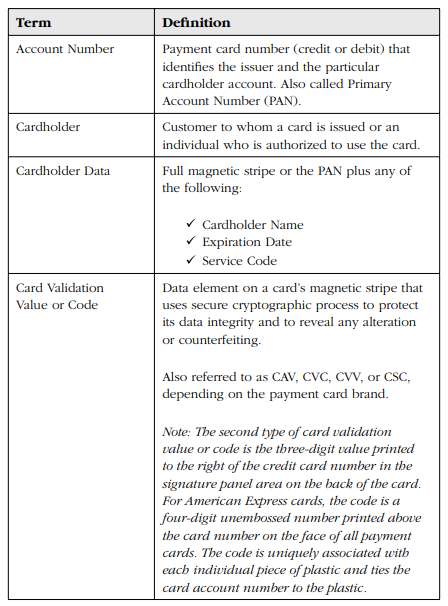 Term Definition
Account Number Payment card number (credit or debit) that
identifies the issuer and the particular
cardholder account. Also called Primary
Account Number (PAN).
Cardholder Customer to whom a card is issued or an
individual who is authorized to use the card.
Cardholder Data Full magnetic stripe or the PAN plus any of
the following:
✓ Cardholder Name
✓ Expiration Date
✓ Service Code
Card Validation
Value or Code
Data element on a card's magnetic stripe that
uses secure cryptographic process to protect
its data integrity and to reveal any alteration
or counterfeiting.
Also referred to as CAV, CVC, CVV, or CSC,
depending on the payment card brand.
Note: The second type of card validation
value or code is the three-digit value printed
to the right of the credit card number in the
signature panel area on the back of the card.
For American Express cards, the code is a
four-digit unembossed number printed above
the card number on the face of all payment
cards. The code is uniquely associated with
each individual piece of plastic and ties the
card account number to the plastic.